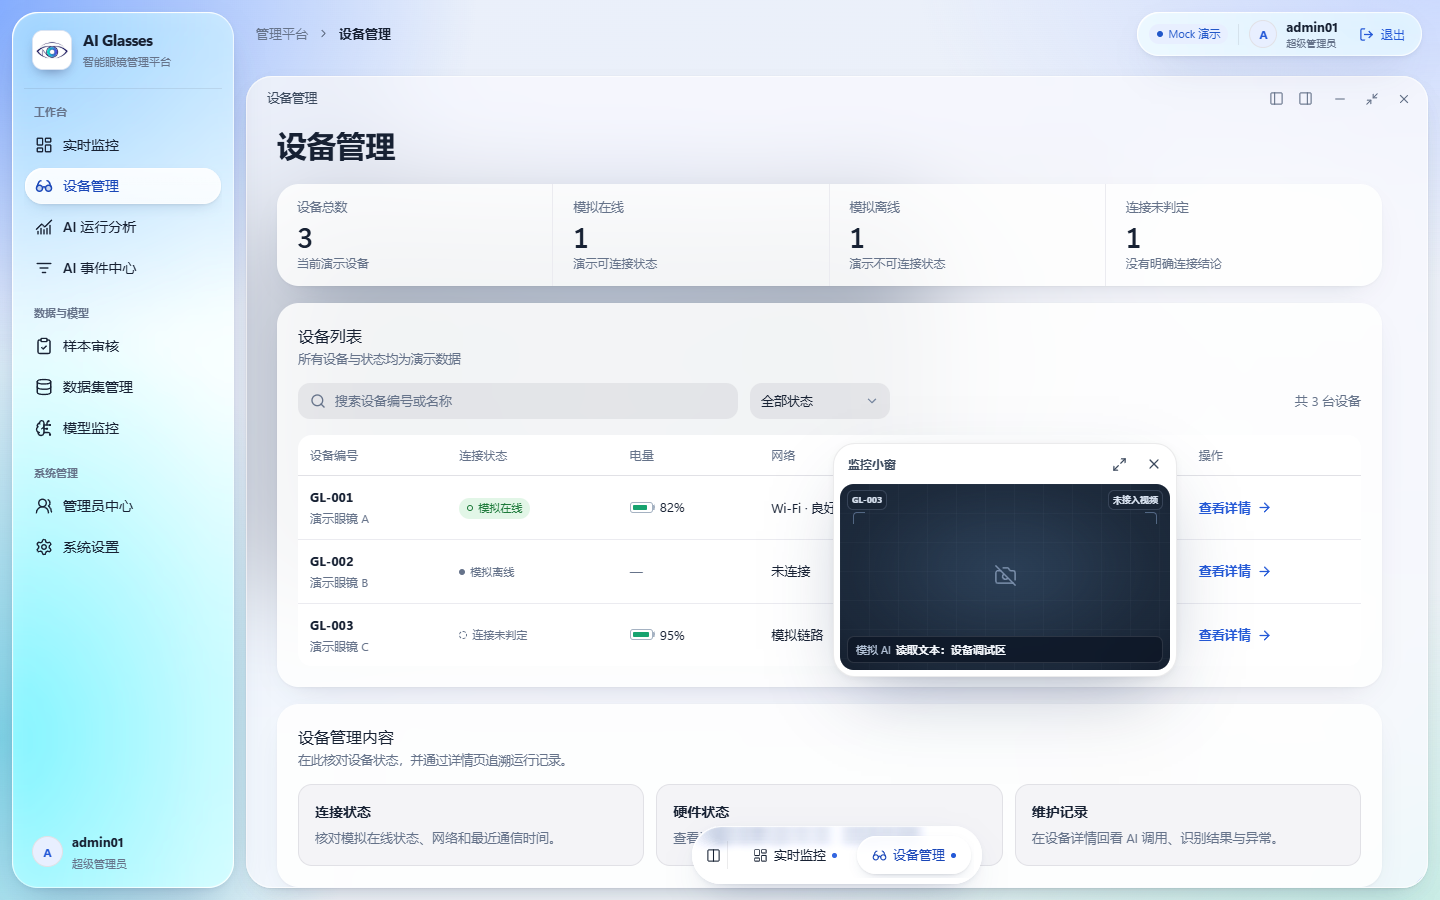 AI Glasses
智能眼镜管理平台
工作台
实时监控
设备管理
AI 运行分析
AI 事件中心
数据与模型
样本审核
数据集管理
模型监控
系统管理
管理员中心
系统设置
A
admin01
超级管理员
管理平台
设备管理
Mock 演示
A
admin01
超级管理员
退出
设备管理
设备管理
设备总数
3
当前演示设备
模拟在线
1
演示可连接状态
模拟离线
1
演示不可连接状态
连接未判定
1
没有明确连接结论
设备列表
所有设备与状态均为演示数据
搜索设备编号或名称
全部状态
共 3 台设备
设备编号 连接状态 电量 网络 操作
GL-001
演示眼镜 A
模拟在线
82%
Wi-Fi · 良好
查看详情
GL-002
演示眼镜 B
模拟离线
—
未连接
查看详情
GL-003
演示眼镜 C
连接未判定
95%
模拟链路
查看详情
监控小窗
GL-003
未接入视频
模拟 AI 读取文本：设备调试区
设备管理内容
在此核对设备状态，并通过详情页追溯运行记录。
连接状态
核对模拟在线状态、网络和最近通信时间。
硬件状态
查看
维护记录
在设备详情回看 AI 调用、识别结果与异常。
实时监控
设备管理